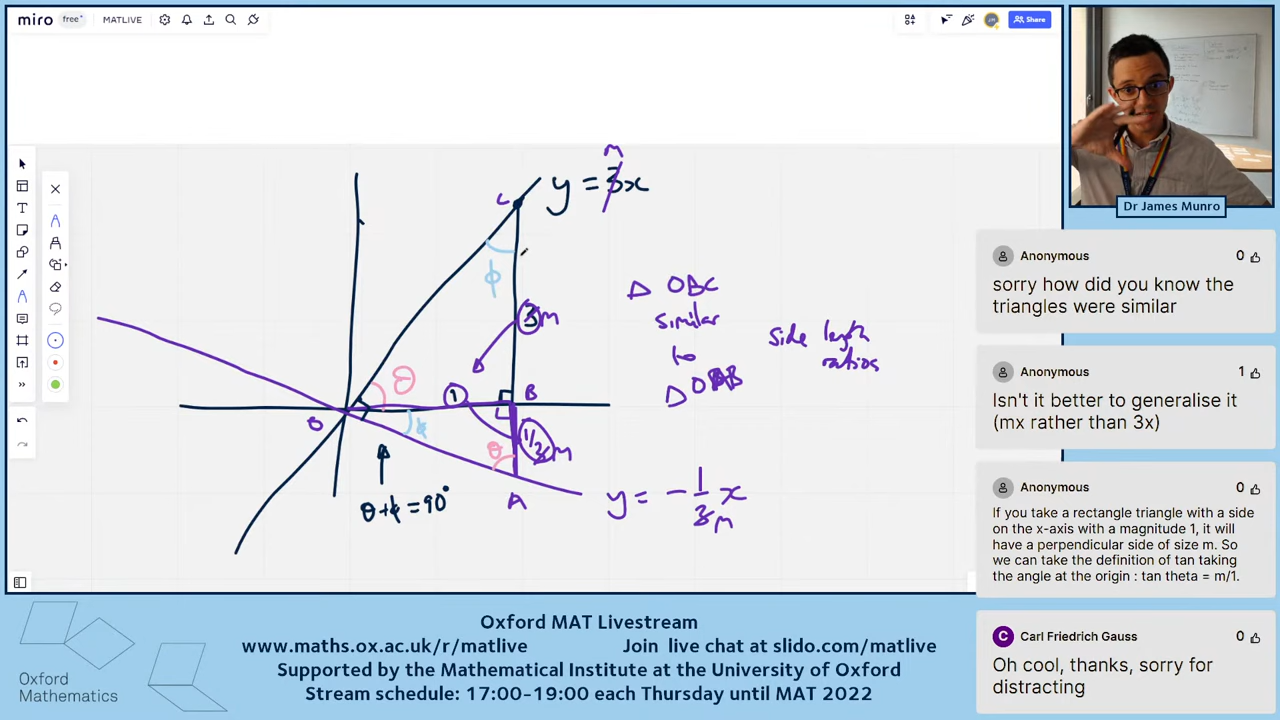 miro free MATLIVE Share
m
y = 3x
C
ϕ
3m
△ OBC
similar
to
△ OAB
side length
ratios
θ
1
B
O
ϕ
1/3m
θ
A
θ+ϕ=90°
y = -1/3m x
Dr James Munro
Anonymous 0
sorry how did you know the
triangles were similar
Anonymous 1
Isn't it better to generalise it
(mx rather than 3x)
Anonymous 0
If you take a rectangle triangle with a side
on the x-axis with a magnitude 1, it will
have a perpendicular side of size m. So
we can take the definition of tan taking
the angle at the origin : tan theta = m/1.
C Carl Friedrich Gauss 0
Oh cool, thanks, sorry for
distracting
Oxford
Mathematics
Oxford MAT Livestream
www.maths.ox.ac.uk/r/matlive Join live chat at slido.com/matlive
Supported by the Mathematical Institute at the University of Oxford
Stream schedule: 17:00-19:00 each Thursday until MAT 2022